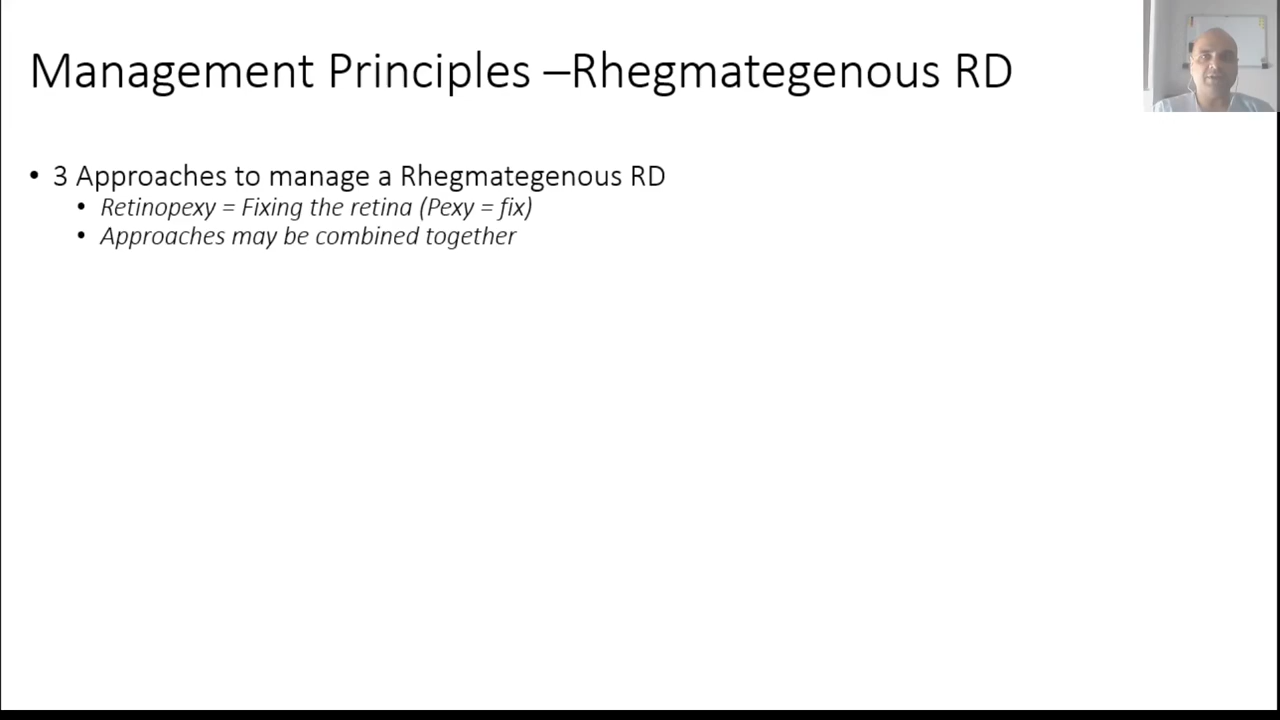 Management Principles –Rhegmategenous RD
• 3 Approaches to manage a Rhegmategenous RD
• Retinopexy = Fixing the retina (Pexy = fix)
• Approaches may be combined together